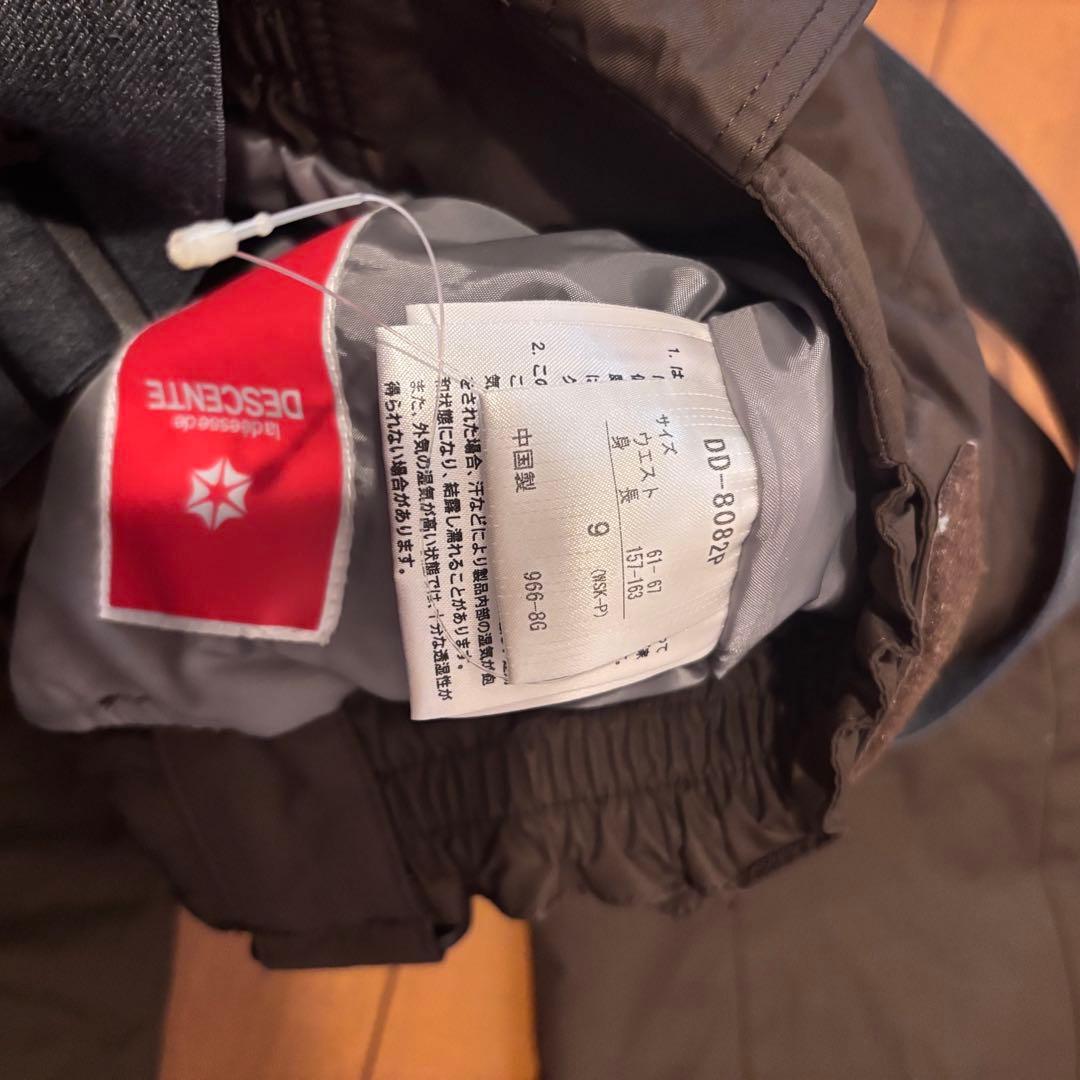 la déesse de
DESCENTE
DD-8082P
サイズ
ウエスト 61-67
身長 157-163
9 (WSK-P)
中国製 966-8G
1. は
2. この
気
された場合、汗などにより製品内部の湿気が飽
和状態になり、結露し濡れることがあります。
また、外気の湿気が高い状態では、十分な透湿性が
得られない場合があります。